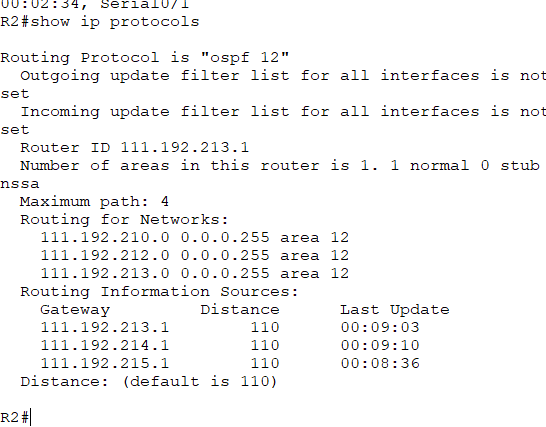 00:02:34, Serial0/1
R2#show ip protocols
Routing Protocol is "ospf 12"
Outgoing update filter list for all interfaces is not
set
Incoming update filter list for all interfaces is not
set
Router ID 111.192.213.1
Number of areas in this router is 1. 1 normal 0 stub
nssa
Maximum path: 4
Routing for Networks:
111.192.210.0 0.0.0.255 area 12
111.192.212.0 0.0.0.255 area 12
111.192.213.0 0.0.0.255 area 12
Routing Information Sources:
Gateway Distance Last Update
111.192.213.1 110 00:09:03
111.192.214.1 110 00:09:10
111.192.215.1 110 00:08:36
Distance: (default is 110)
R2#